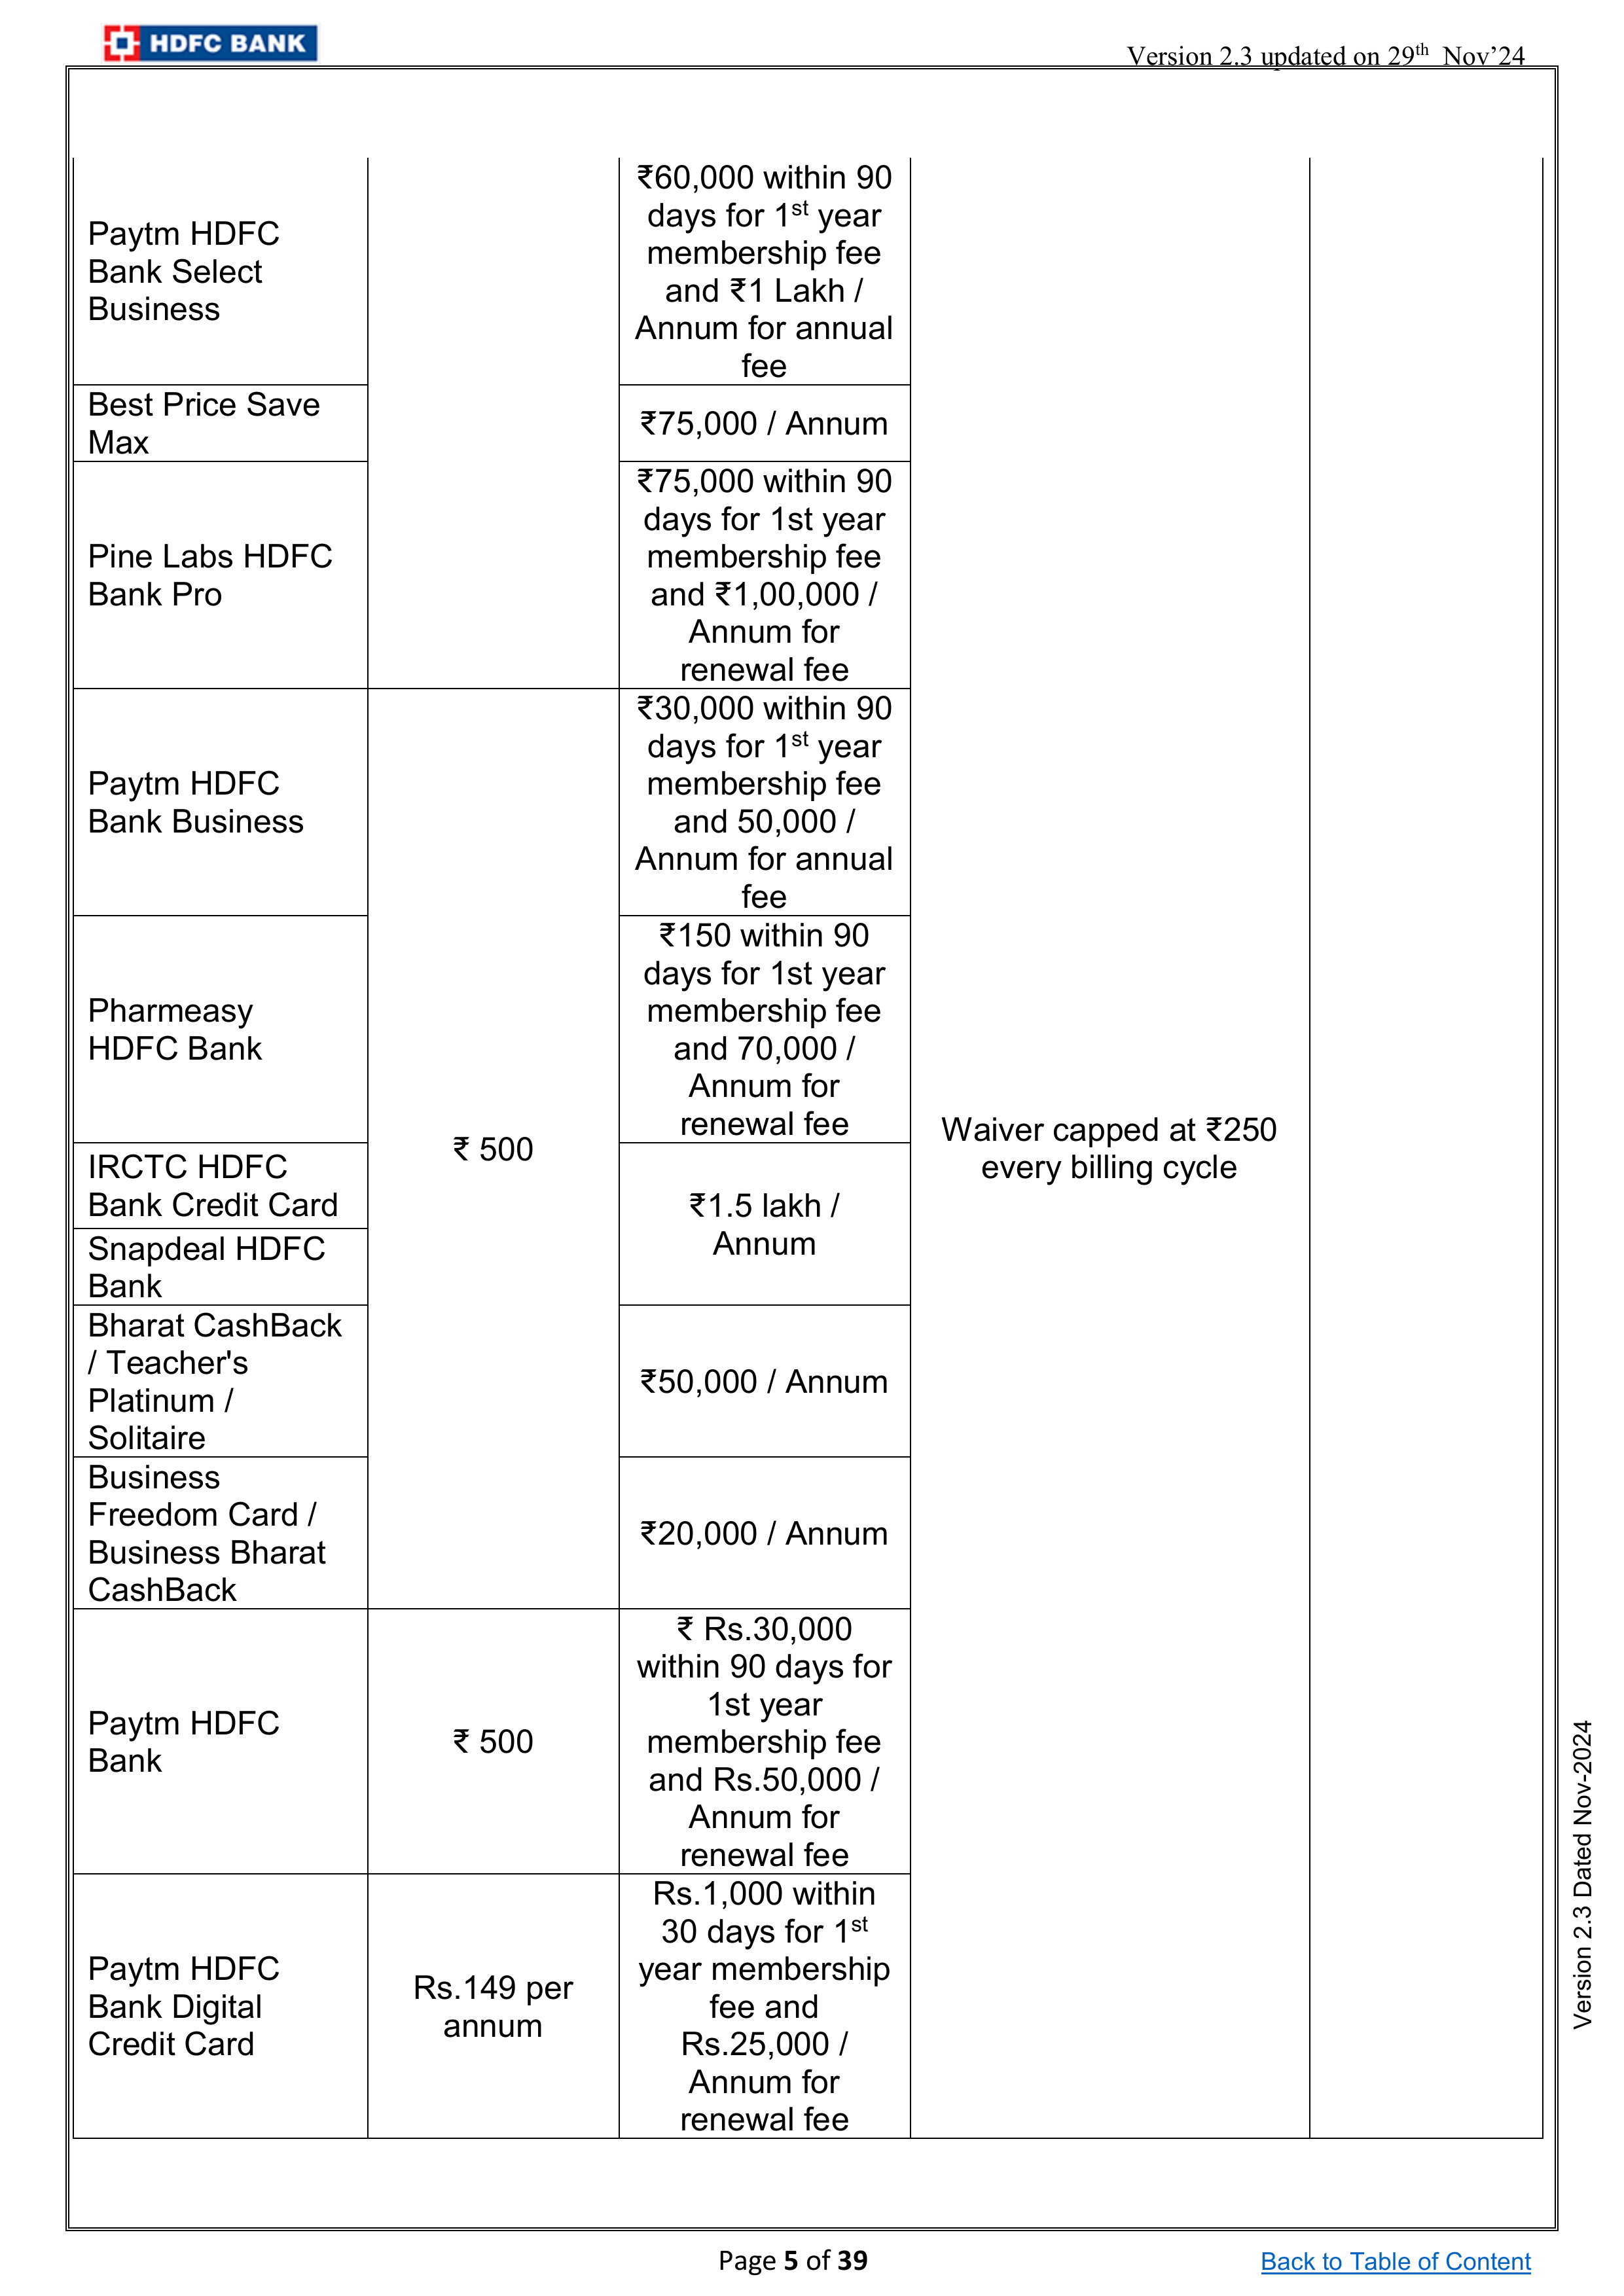 HDFC BANK
Version 2.3 updated on 29th Nov'24
Paytm HDFC
Bank Select
Business
₹60,000 within 90
days for 1st year
membership fee
and ₹1 Lakh /
Annum for annual
fee
Best Price Save
Max
₹75,000 / Annum
Pine Labs HDFC
Bank Pro
₹75,000 within 90
days for 1st year
membership fee
and ₹1,00,000 /
Annum for
renewal fee
Paytm HDFC
Bank Business
₹ 500
₹30,000 within 90
days for 1st year
membership fee
and 50,000 /
Annum for annual
fee
Waiver capped at ₹250
every billing cycle
Pharmeasy
HDFC Bank
₹150 within 90
days for 1st year
membership fee
and 70,000 /
Annum for
renewal fee
IRCTC HDFC
Bank Credit Card
₹1.5 lakh /
Annum
Snapdeal HDFC
Bank
Bharat CashBack
/ Teacher's
Platinum /
Solitaire
₹50,000 / Annum
Business
Freedom Card /
Business Bharat
CashBack
₹20,000 / Annum
Paytm HDFC
Bank
₹ 500
₹ Rs.30,000
within 90 days for
1st year
membership fee
and Rs.50,000 /
Annum for
renewal fee
Paytm HDFC
Bank Digital
Credit Card
Rs.149 per
annum
Rs.1,000 within
30 days for 1st
year membership
fee and
Rs.25,000 /
Annum for
renewal fee
Version 2.3 Dated Nov-2024
Page 5 of 39
Back to Table of Content